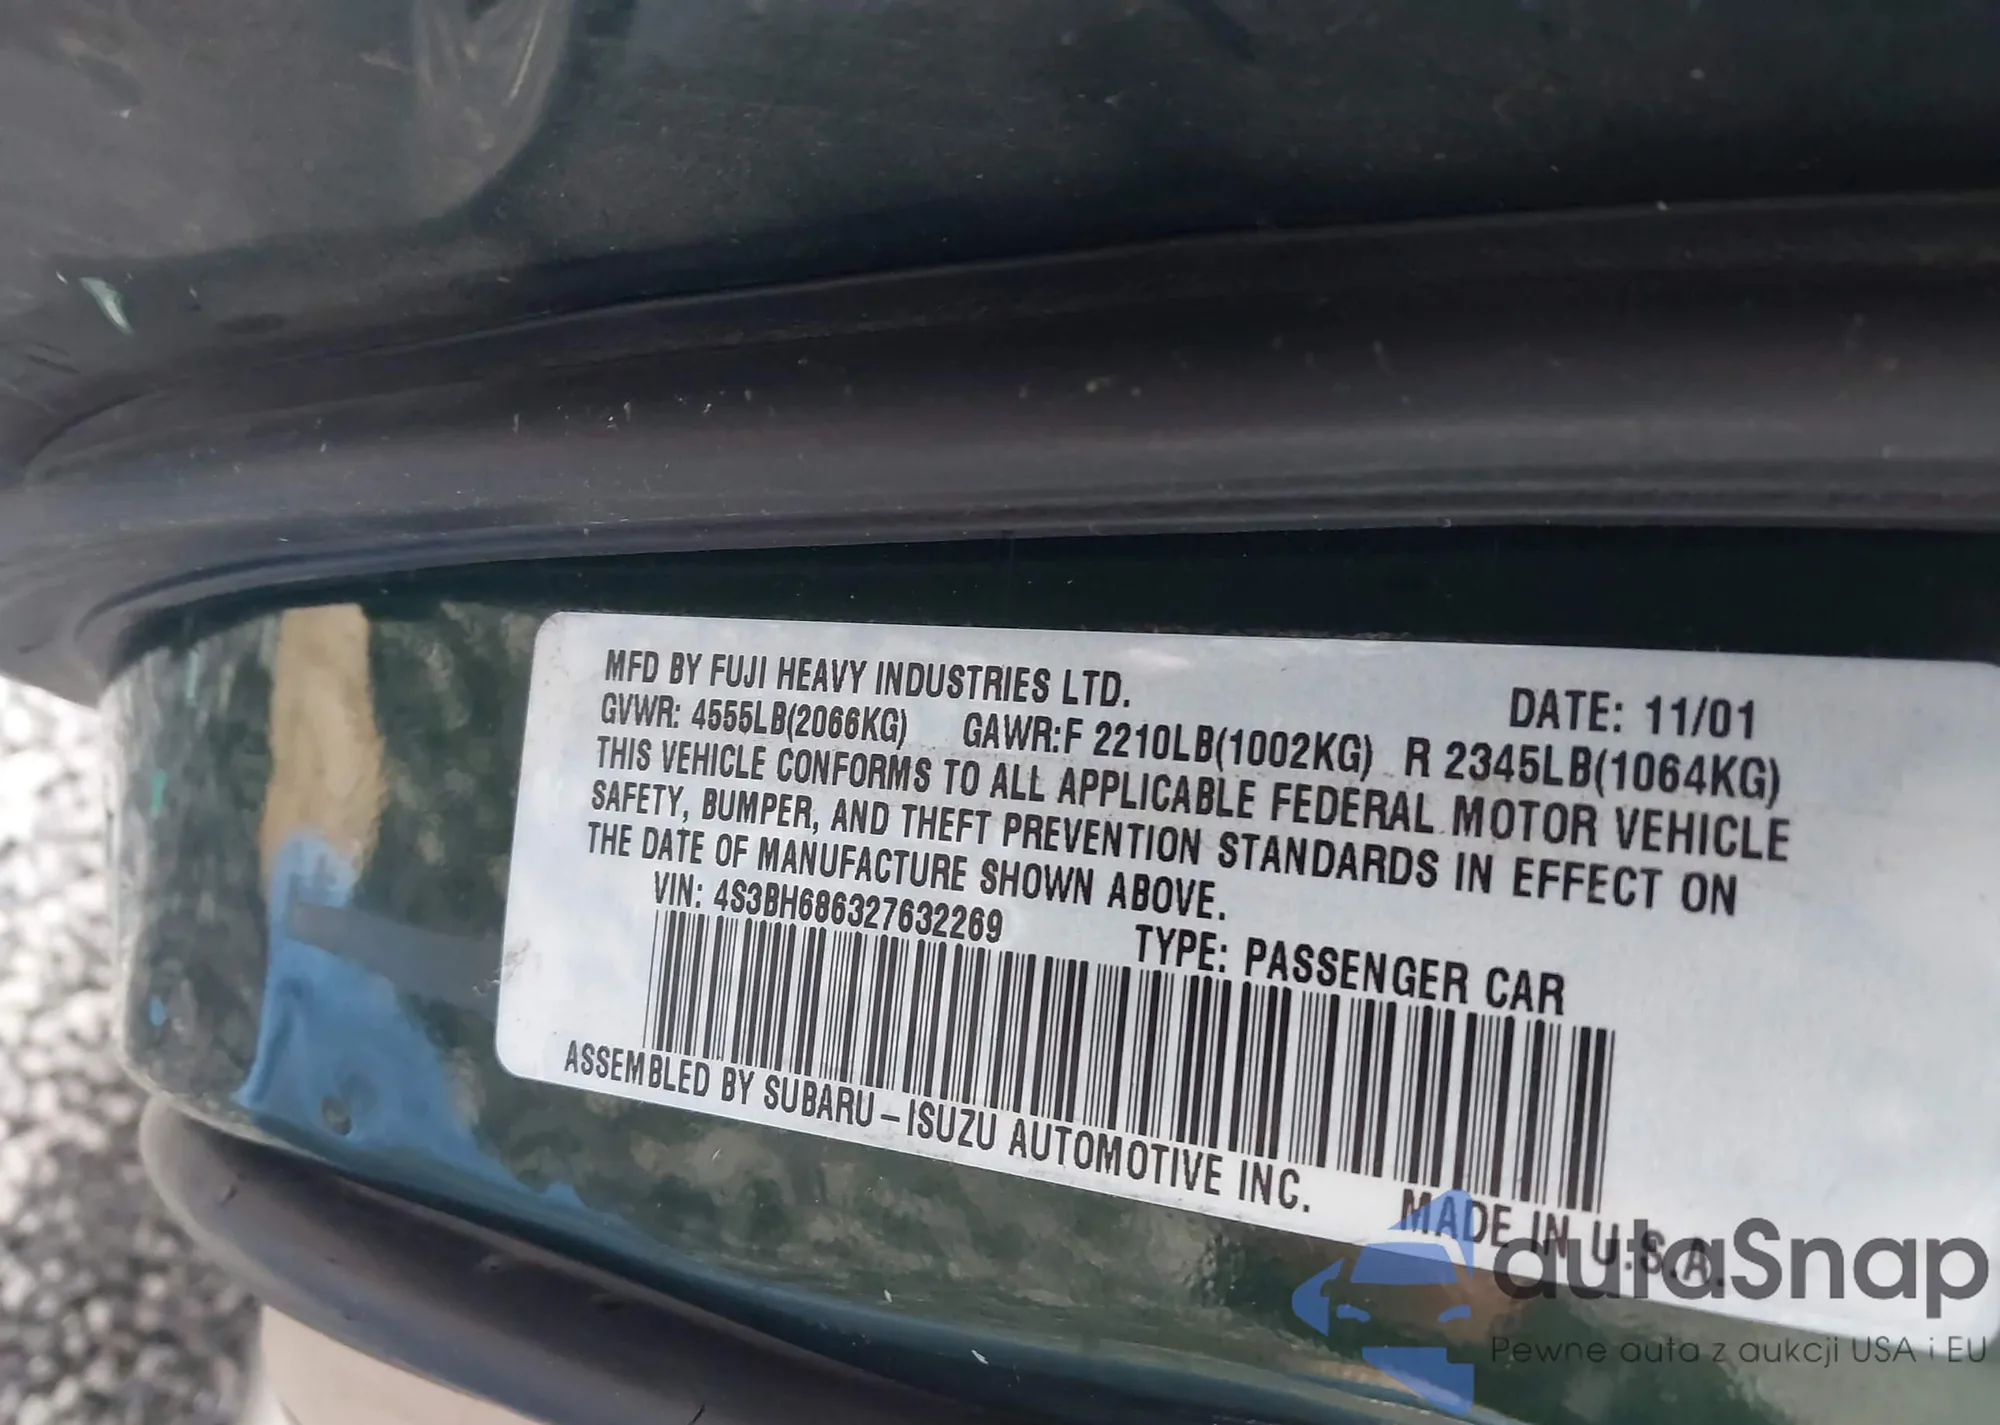 MFD BY FUJI HEAVY INDUSTRIES LTD. DATE: 11/01
GVWR: 4555LB(2066KG) GAWR:F 2210LB(1002KG) R 2345LB(1064KG)
THIS VEHICLE CONFORMS TO ALL APPLICABLE FEDERAL MOTOR VEHICLE
SAFETY, BUMPER, AND THEFT PREVENTION STANDARDS IN EFFECT ON
THE DATE OF MANUFACTURE SHOWN ABOVE.
VIN: 4S3BH686327632269 TYPE: PASSENGER CAR
ASSEMBLED BY SUBARU-ISUZU AUTOMOTIVE INC. MADE IN U.S.A.
autaSnap
Pewne auta z aukcji USA i EU